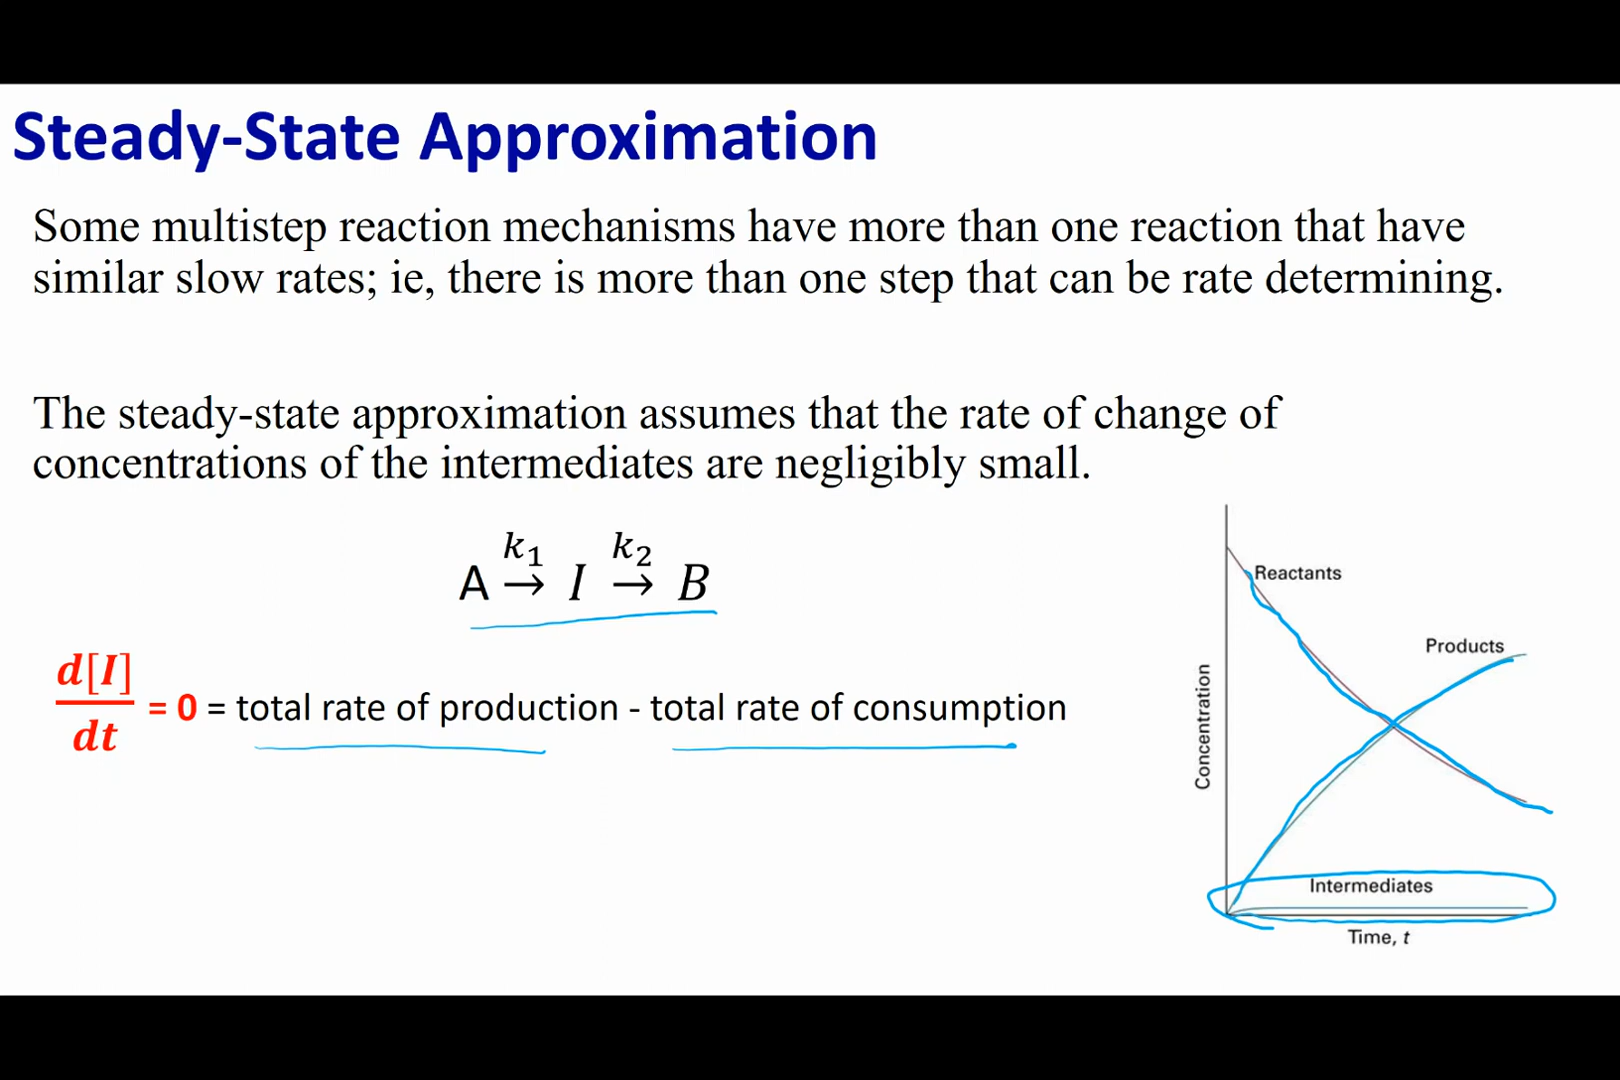 Steady-State Approximation
Some multistep reaction mechanisms have more than one reaction that have
similar slow rates; ie, there is more than one step that can be rate determining.
The steady-state approximation assumes that the rate of change of
concentrations of the intermediates are negligibly small.
A k₁→ I k₂→ B
d[I]/dt = 0 = total rate of production - total rate of consumption
Reactants
Products
Concentration
Intermediates
Time, t